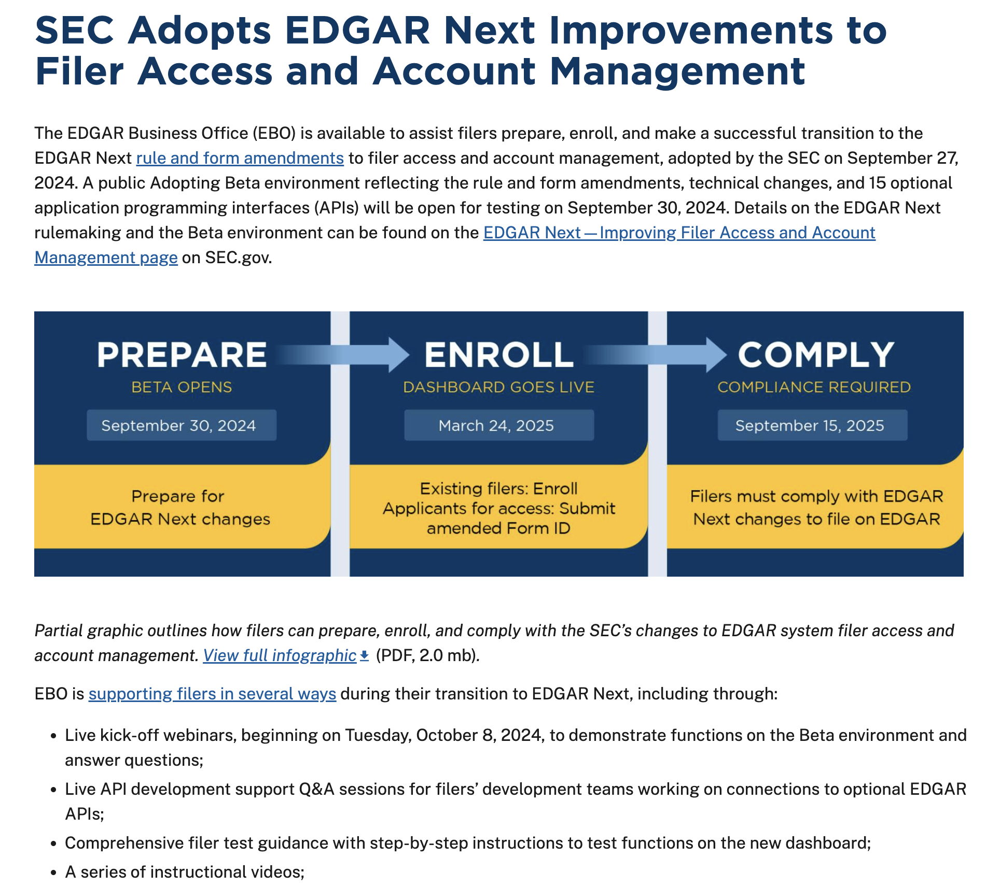 SEC Adopts EDGAR Next Improvements to
Filer Access and Account Management
The EDGAR Business Office (EBO) is available to assist filers prepare, enroll, and make a successful transition to the
EDGAR Next rule and form amendments to filer access and account management, adopted by the SEC on September 27,
2024. A public Adopting Beta environment reflecting the rule and form amendments, technical changes, and 15 optional
application programming interfaces (APIs) will be open for testing on September 30, 2024. Details on the EDGAR Next
rulemaking and the Beta environment can be found on the EDGAR Next — Improving Filer Access and Account
Management page on SEC.gov.
PREPARE
BETA OPENS
September 30, 2024
Prepare for
EDGAR Next changes
ENROLL
DASHBOARD GOES LIVE
March 24, 2025
Existing filers: Enroll
Applicants for access: Submit
amended Form ID
COMPLY
COMPLIANCE REQUIRED
September 15, 2025
Filers must comply with EDGAR
Next changes to file on EDGAR
Partial graphic outlines how filers can prepare, enroll, and comply with the SEC’s changes to EDGAR system filer access and
account management. View full infographic (PDF, 2.0 mb).
EBO is supporting filers in several ways during their transition to EDGAR Next, including through:
• Live kick-off webinars, beginning on Tuesday, October 8, 2024, to demonstrate functions on the Beta environment and
answer questions;
• Live API development support Q&A sessions for filers’ development teams working on connections to optional EDGAR
APIs;
• Comprehensive filer test guidance with step-by-step instructions to test functions on the new dashboard;
• A series of instructional videos;